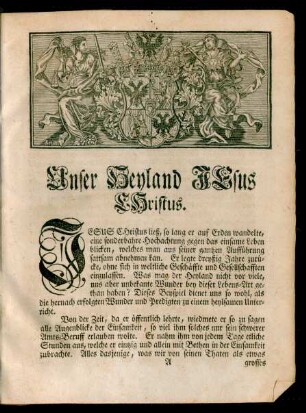 Unser Heyland JEsus
CHristus.
JESUS CHristus ließ, so lang er auf Erden wandelte,
eine sonderbahre Hochachtung gegen das einsame Leben
blicken, welches man aus seiner gantzen Aufführung
sattsam abnehmen kan. Er legte dreyßig Jahre zurü-
cke, ohne sich in weltliche Geschäffte und Gesellschafften
einzulassen. Was mag der Heyland nicht vor viele,
uns aber unbekante Wunder bey dieser Lebens-Art ge-
than haben? Dieses Beyspiel dienet uns so wohl, als
die hernach erfolgten Wunder und Predigten zu einem heylsamen Unter-
richt.
Von der Zeit, da er öffentlich lehrte, wiedmete er so zu sagen
alle Augenblicke der Einsamkeit, so viel ihm solches nur sein schwerer
Amts-Beruff erlauben wolte. Er nahm ihm von jedem Tage etliche
Stunden aus, welche er eintzig und allein mit Bethen in der Einsamkeit
zubrachte. Alles dasjenige, was wir von seinen Thaten als etwas
A
grosses